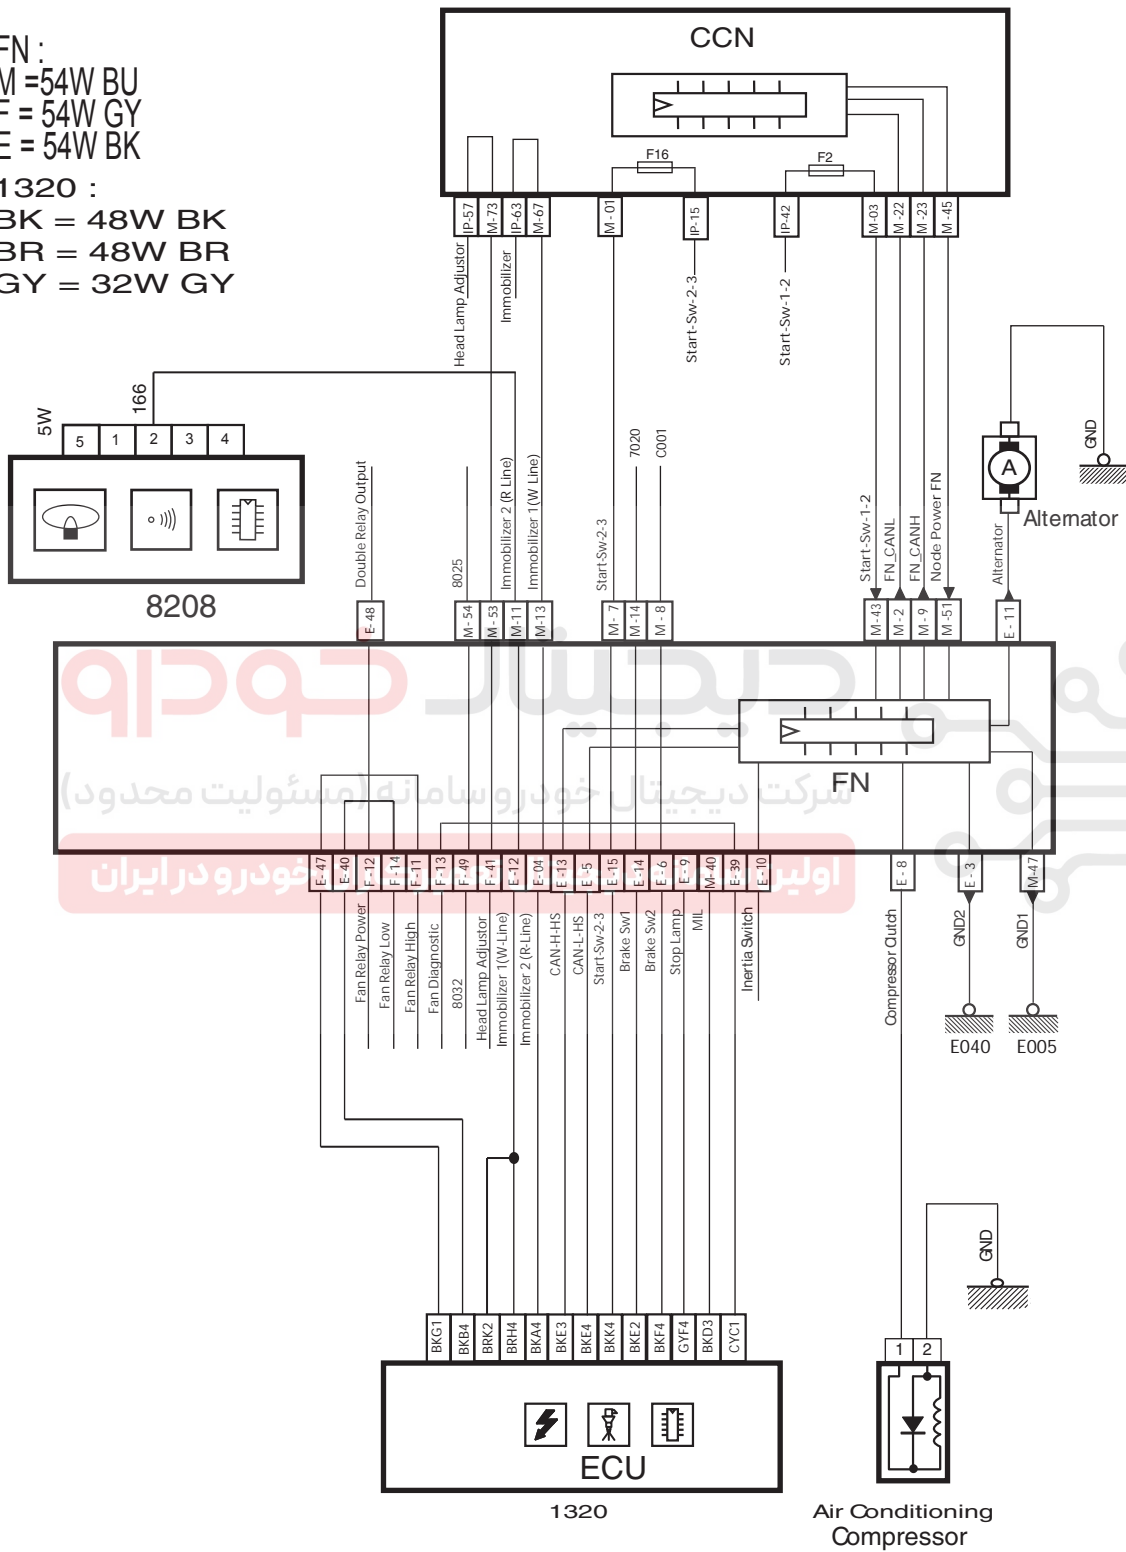 FN :
M =54W BU
F = 54W GY
E = 54W BK
1320 :
BK = 48W BK
BR = 48W BR
GY = 32W GY
CCN
F16
F2
IP-57
M-73
IP-63
M-67
M - 01
IP-15
IP-42
M-03
M -22
M -23
M -45
Head Lamp Adjustor
Immobilizer
Start-Sw-2-3
Start-Sw-1-2
5W
166
5
1
2
3
4
8208
Double Relay Output
8025
Immobilizer 2 (R Line)
Immobilizer 1(W Line)
Start-Sw-2-3
7020
C001
Start-Sw-1-2
FN_CANL
FN_CANH
Node Power FN
Alternator
A
Alternator
GND
E- 48
M- 54
M- 53
M-11
M-13
M- 7
M-14
M - 8
M -43
M -2
M - 9
M -51
E - 11
دیجیتال خودرو
شرکت دیجیتال خودرو سامانه (مسئولیت محدود)
FN
E-47
E-40
F-12
F-14
F-11
F-13
F-49
F-41
E-12
E-04
E-13
E-5
E-15
E-14
E-6
E-9
M-40
E-39
E-10
E - 8
E - 3
M-47
Fan Relay Power
Fan Relay Low
Fan Relay High
Fan Diagnostic
8032
Head Lamp Adjustor
Immobilizer 1(W-Line)
Immobilizer 2 (R-Line)
CAN-H-HS
CAN-L-HS
Start-Sw-2-3
Brake Sw1
Brake Sw2
Stop Lamp
MIL
Inertia Switch
Compressor Clutch
GND2
GND1
E040
E005
GND
BKG1
BKB4
BRK2
BRH4
BKA4
BKE3
BKE4
BKK4
BKE2
BKF4
GYF4
BKD3
CYC1
1
2
ECU
1320
Air Conditioning
Compressor